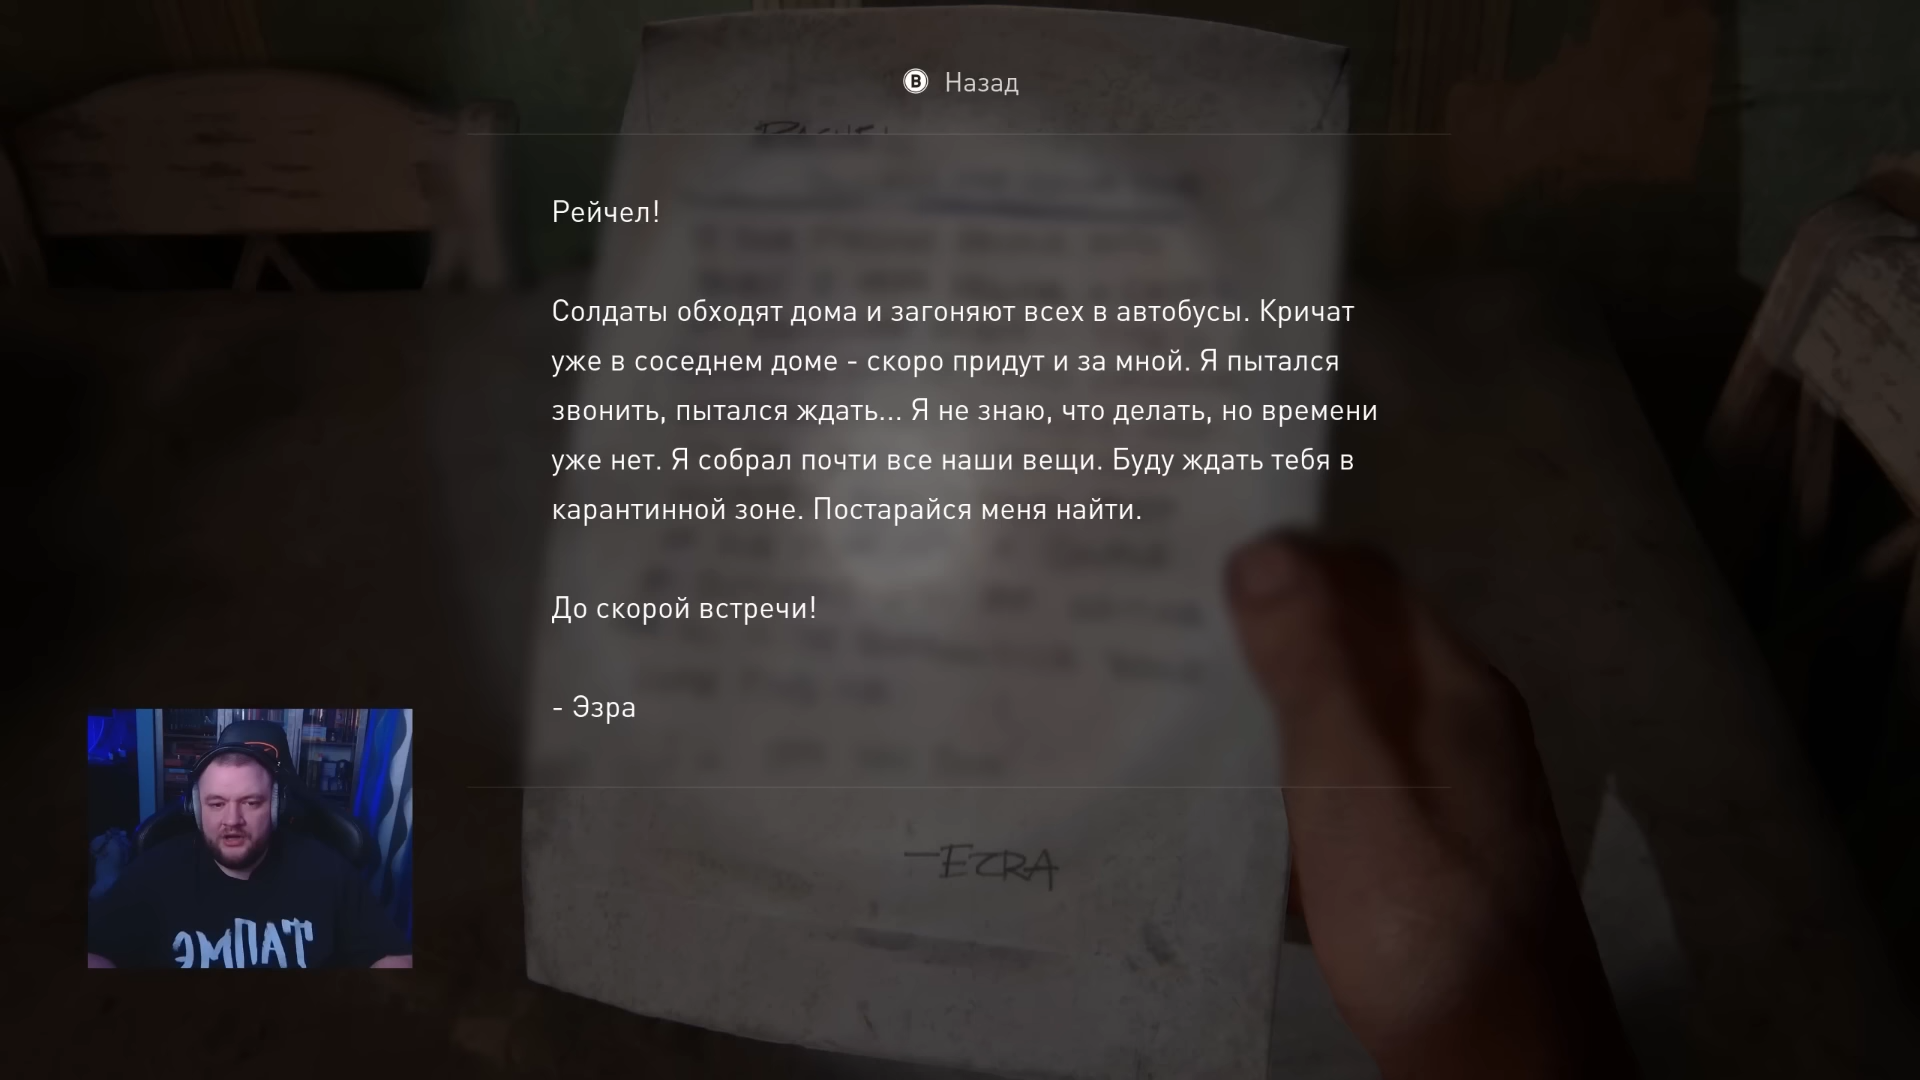 B Назад
Рейчел!
Солдаты обходят дома и загоняют всех в автобусы. Кричат
уже в соседнем доме - скоро придут и за мной. Я пытался
звонить, пытался ждать... Я не знаю, что делать, но времени
уже нет. Я собрал почти все наши вещи. Буду ждать тебя в
карантинной зоне. Постарайся меня найти.
До скорой встречи!
- Эзра
—EZRA
ЭМПАТ